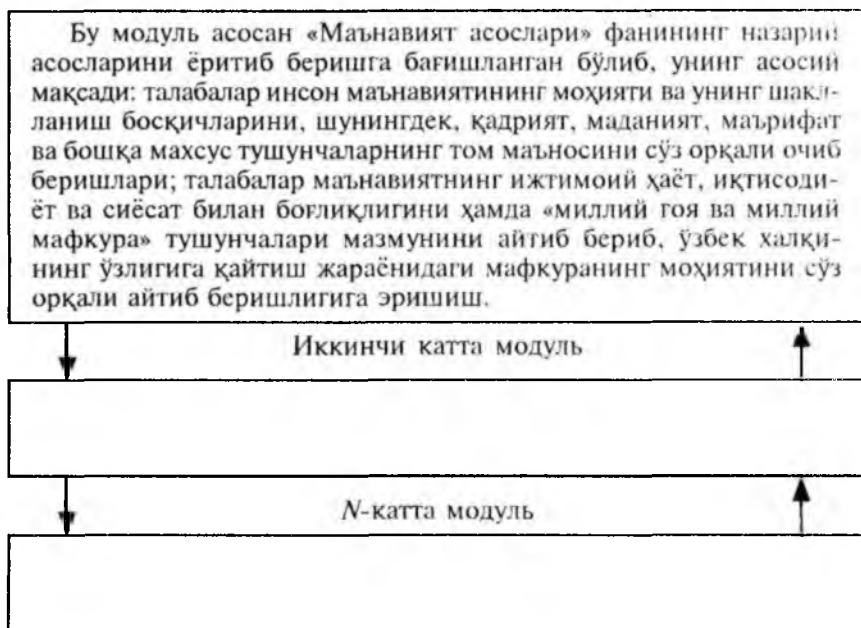 Бу модуль асосан «Маънавият асослари» фанининг назарий
асосларини ёритиб беришга бағишланган бўлиб, унинг асосий
мақсади: талабалар инсон маънавиятининг моҳияти ва унинг шакл-
ланиш босқичларини, шунингдек, қадрият, маданият, маърифат
ва бошқа махсус тушунчаларнинг том маъносини сўз орқали очиб
беришлари; талабалар маънавиятнинг ижтимоий ҳаёт, иқтисоди-
ёт ва сиёсат билан боғлиқлигини ҳамда «миллий ғоя ва миллий
мафкура» тушунчалари мазмунини айтиб бериб, ўзбек халқи-
нинг ўзлигига қайтиш жараёнидаги мафкуранинг моҳиятини сўз
орқали айтиб беришлигига эришиш.
Иккинчи катта модуль
N-катта модуль